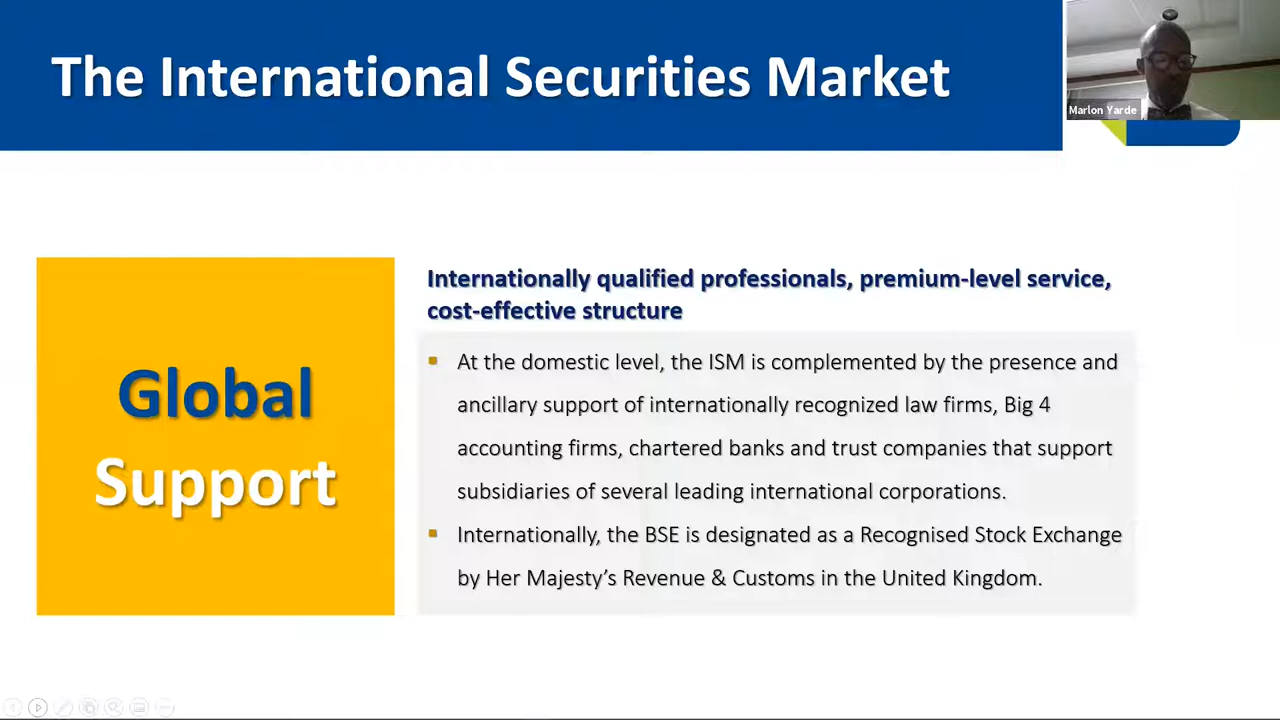 The International Securities Market
Marlon Yarde
Global
Support
Internationally qualified professionals, premium-level service,
cost-effective structure
At the domestic level, the ISM is complemented by the presence and
ancillary support of internationally recognized law firms, Big 4
accounting firms, chartered banks and trust companies that support
subsidiaries of several leading international corporations.
Internationally, the BSE is designated as a Recognised Stock Exchange
by Her Majesty’s Revenue & Customs in the United Kingdom.